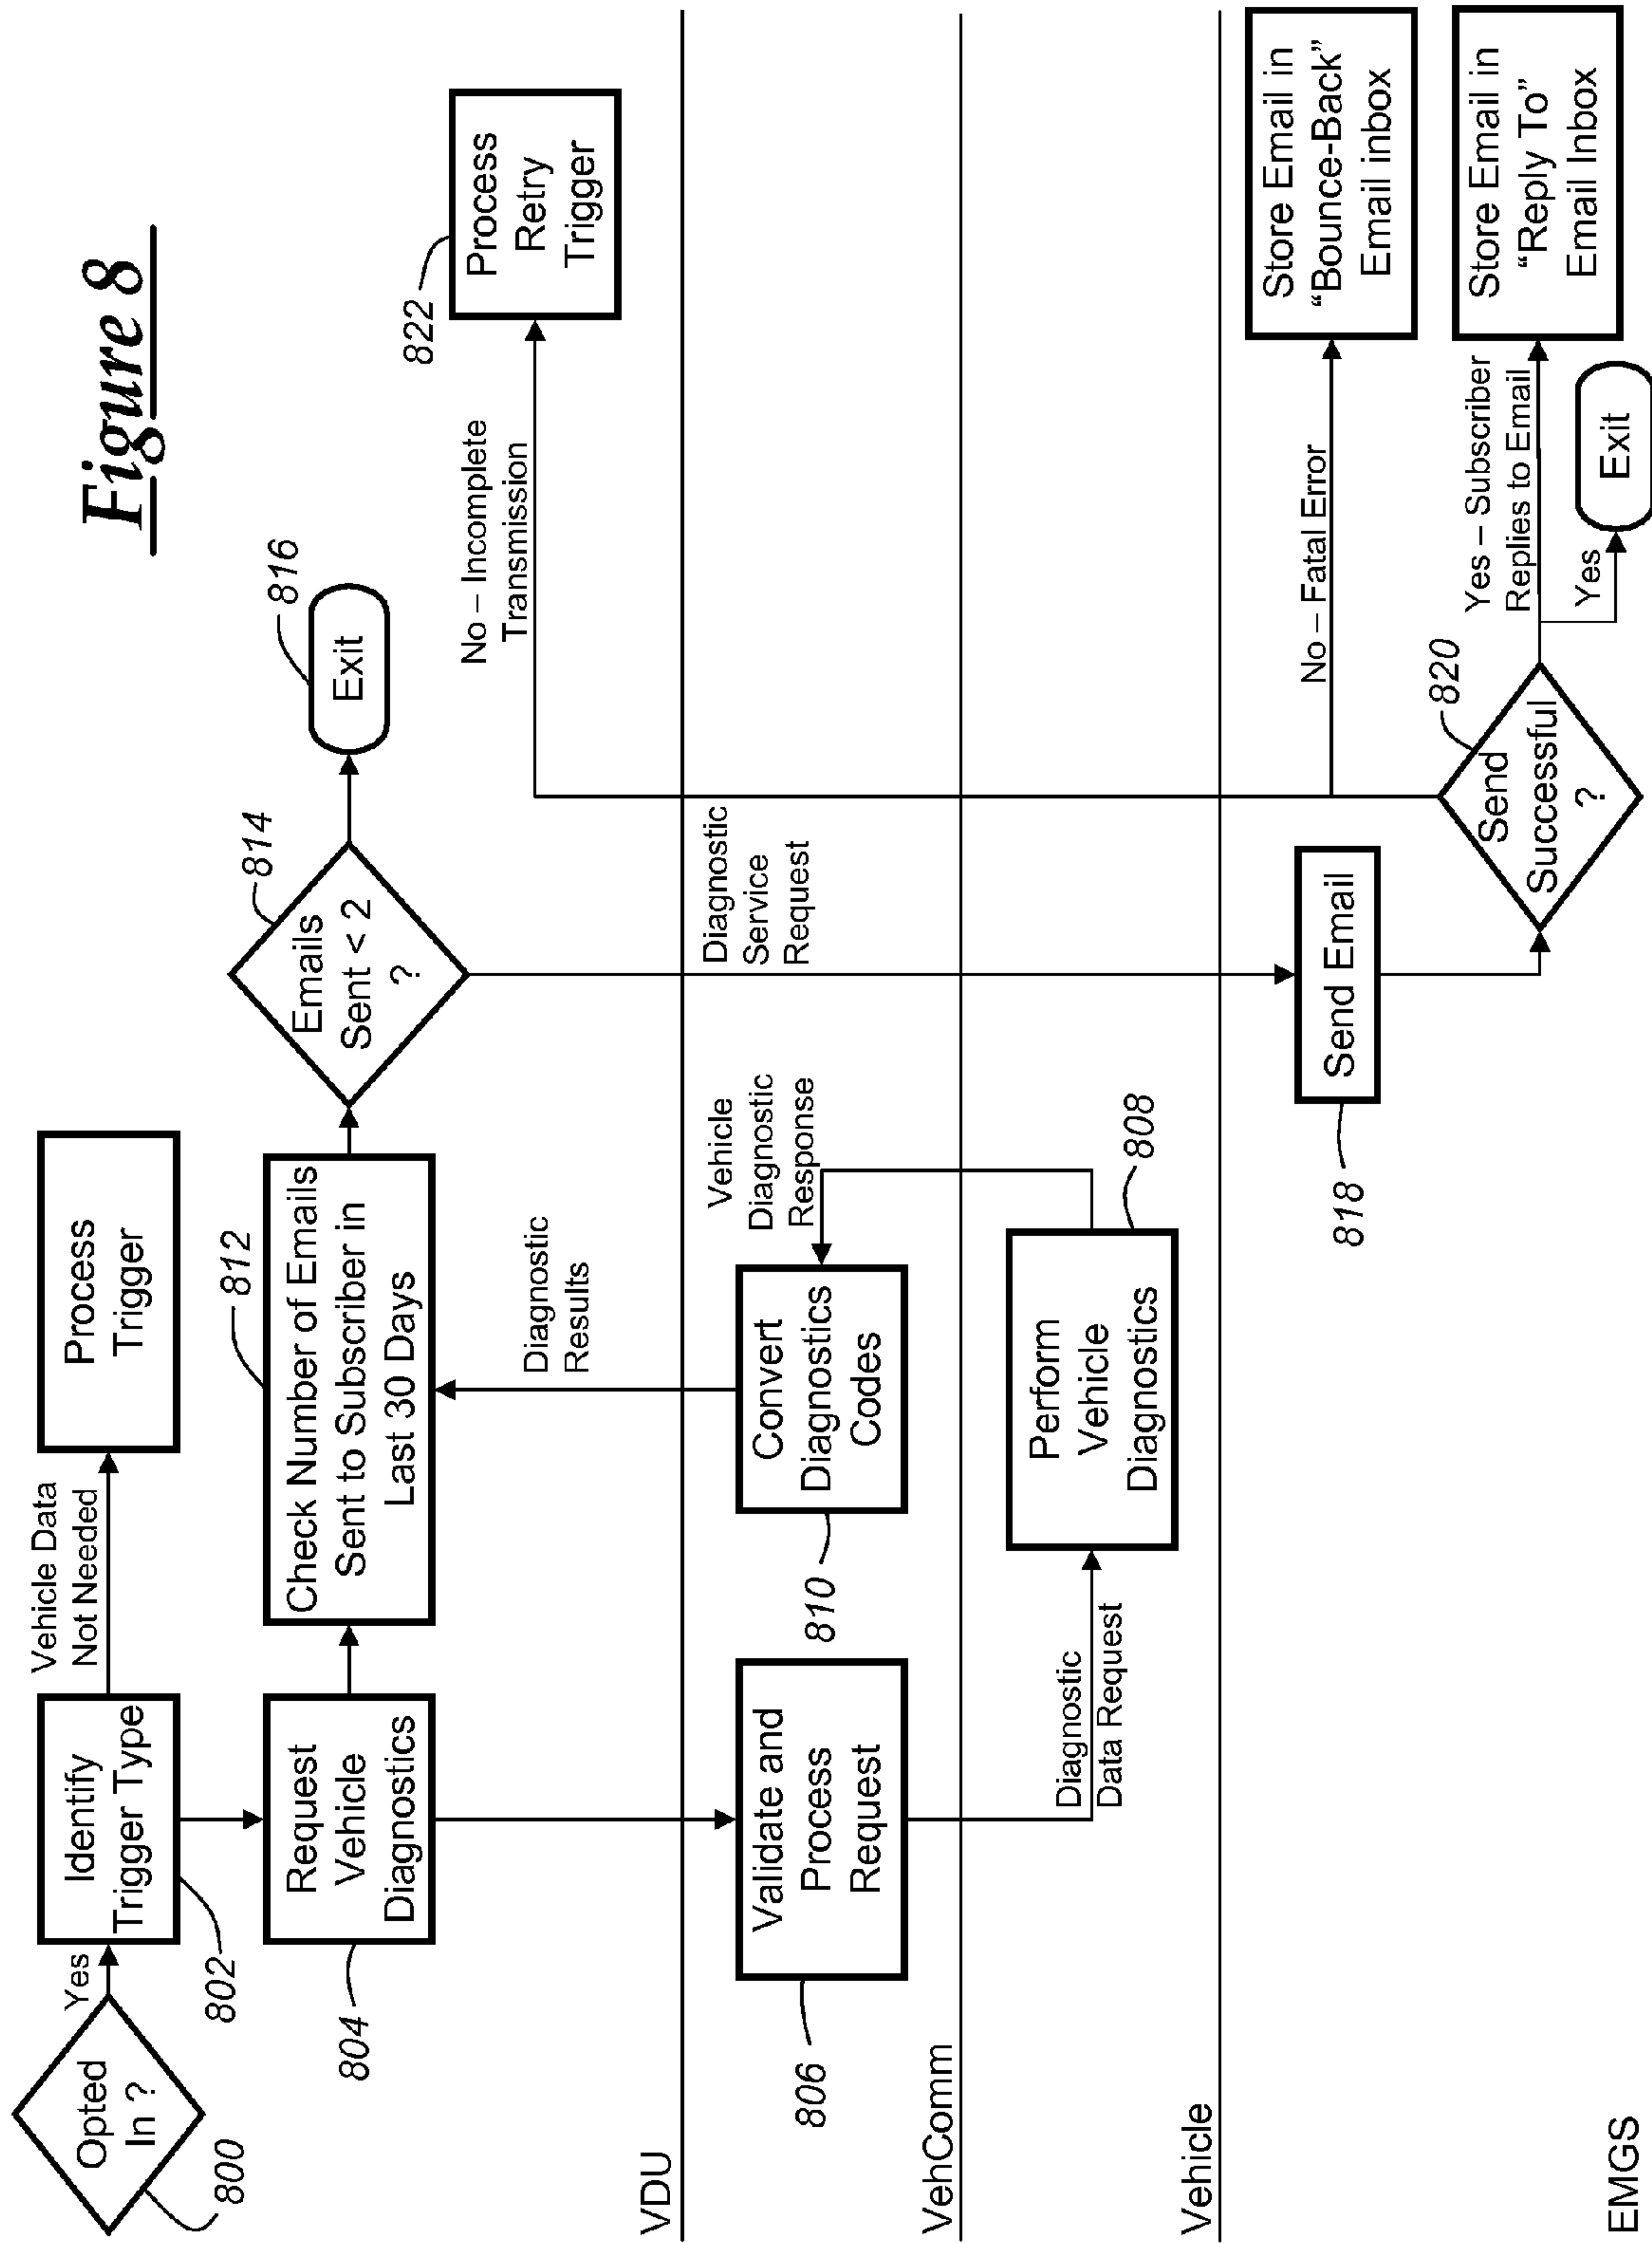 Figure 8
Opted
In ?
800
Yes
Identify
Trigger Type
802
Vehicle Data
Not Needed
Process
Trigger
Request
Vehicle
Diagnostics
804
Check Number of Emails
Sent to Subscriber in
Last 30 Days
812
Emails
Sent < 2
?
814
Exit
816
No – Incomplete
Transmission
Process
Retry
Trigger
822
Diagnostic
Results
VDU
Validate and
Process
Request
806
Convert
Diagnostics
Codes
810
Vehicle
Diagnostic
Response
Diagnostic
Service
Request
VehComm
Diagnostic
Data Request
Perform
Vehicle
Diagnostics
808
Vehicle
Send Email
818
Send
Successful
?
820
No – Fatal Error
Store Email in
“Bounce-Back”
Email inbox
Yes – Subscriber
Replies to Email
Store Email in
“Reply To”
Email Inbox
Yes
Exit
EMGS